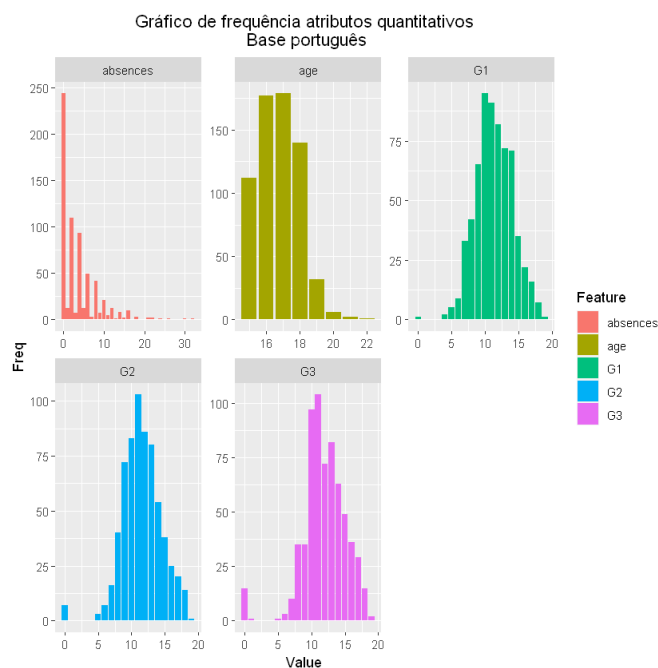 Gráfico de frequência atributos quantitativos
Base português
absences
age
G1
250
200
150
100
50
0
0 10 20 30
150
100
50
0
16 18 20 22
75
50
25
0
0 5 10 15 20
Freq
G2
G3
100
75
50
25
0
0 5 10 15 20
100
75
50
25
0
0 5 10 15 20
Value
Feature
absences
age
G1
G2
G3